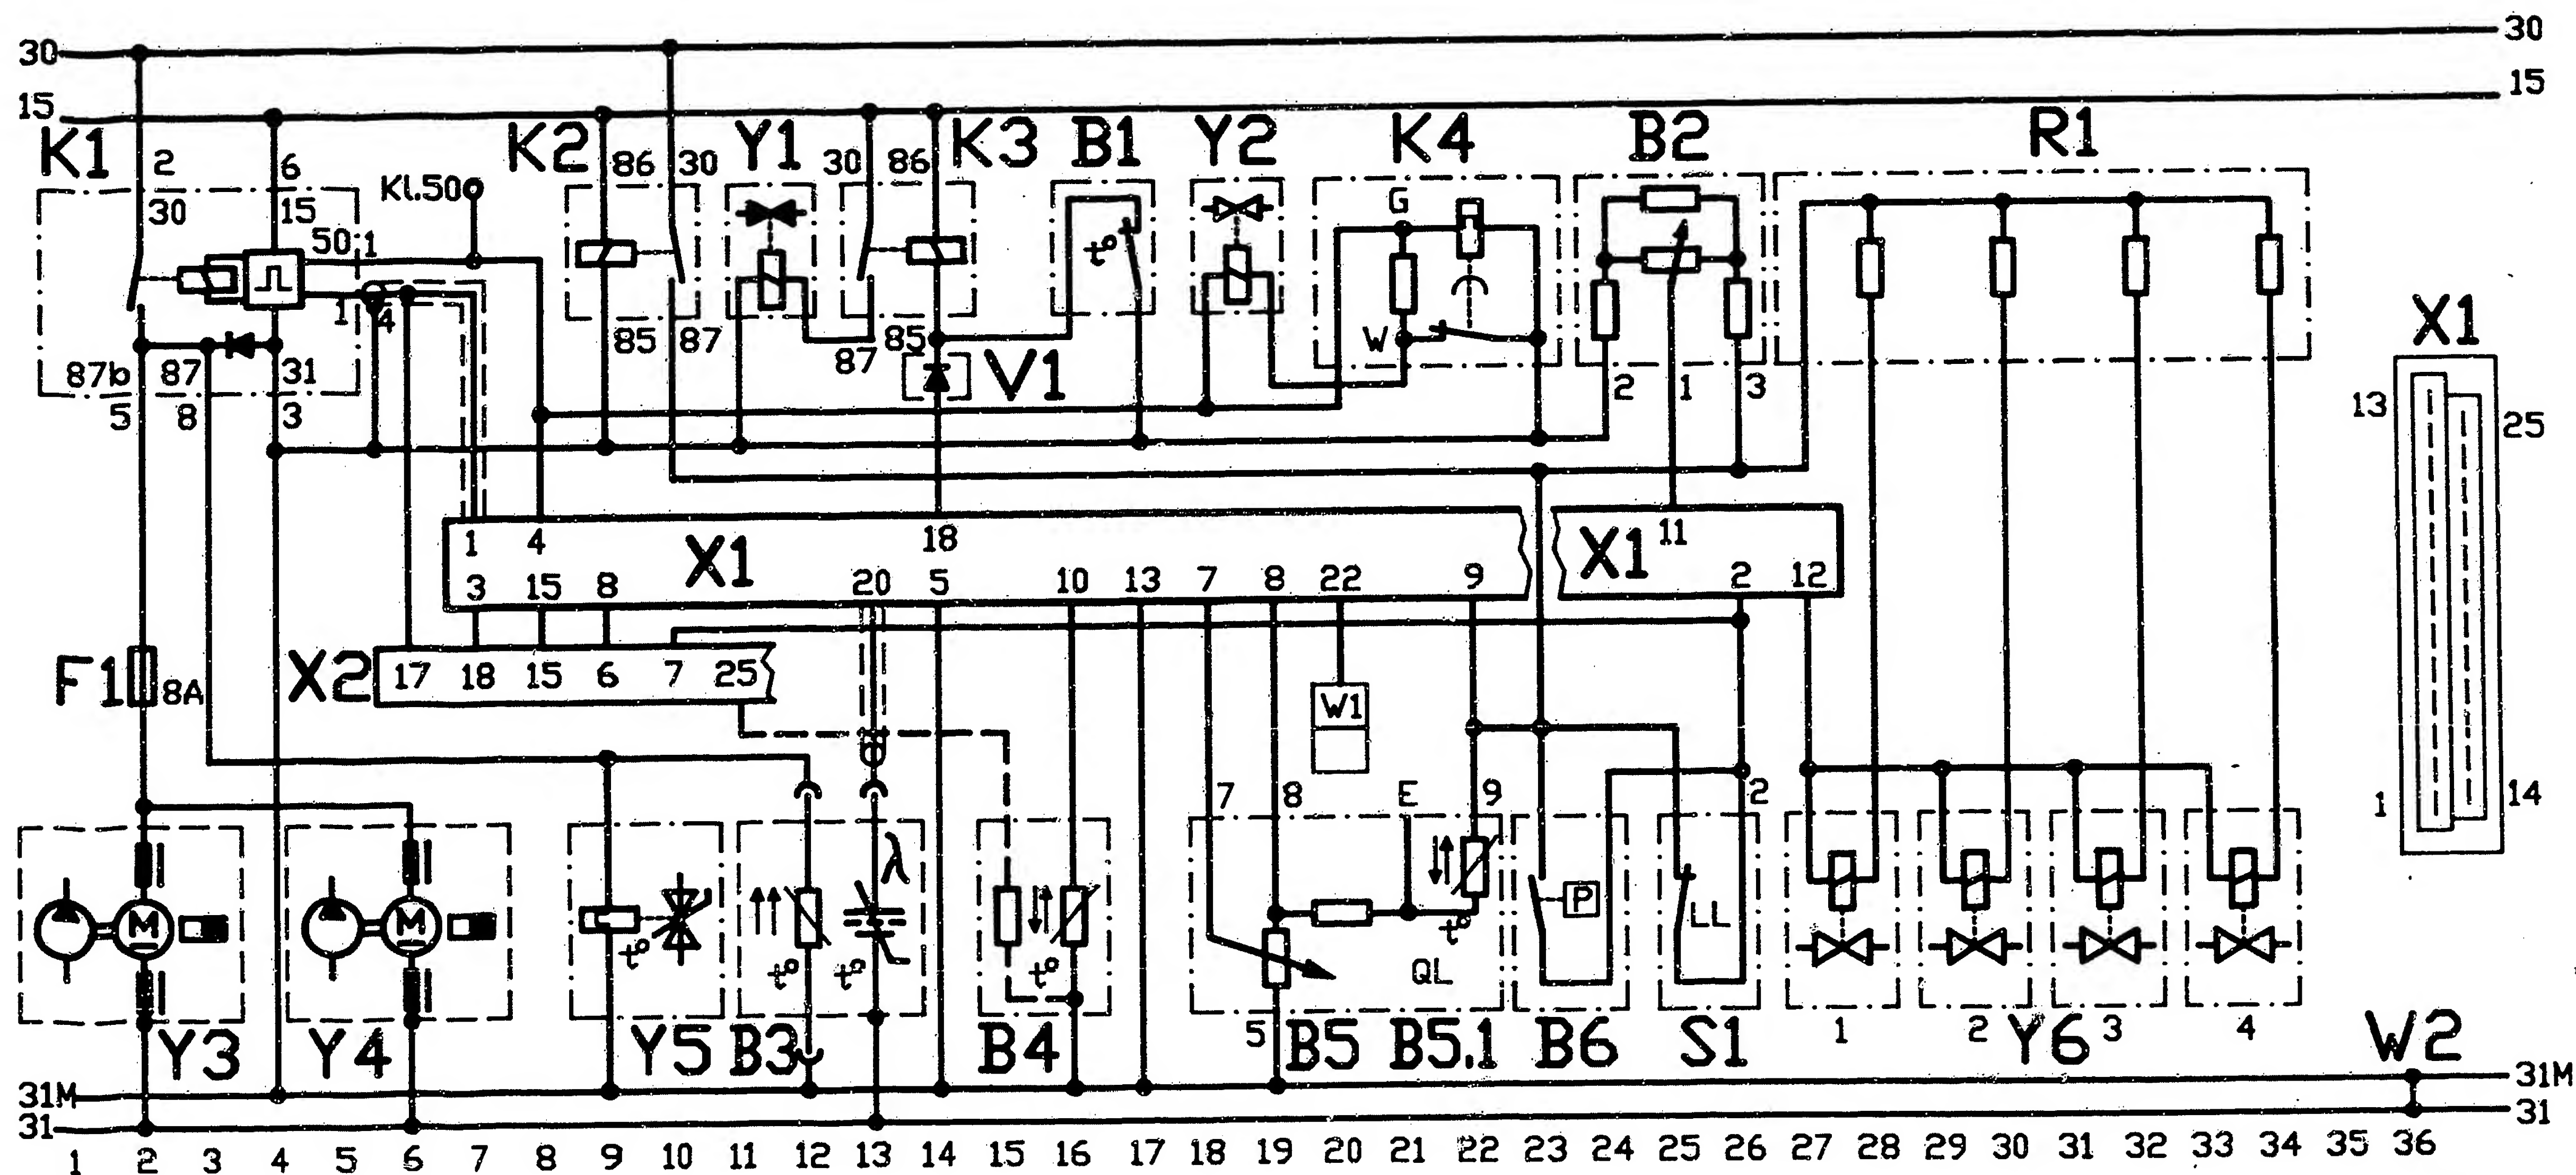 30 30
15 15
K1 K2 Y1 K3 B1 Y2 K4 B2 R1
2 6 Kl.50 86 30 30 86
30 15 50 1 G
t°
1 4 W X1
85 87 87 85 V1
87b 87 31
5 8 3 2 1 3
13 25
1 4 18 X1 11
X1
3 15 8 20 5 10 13 7 8 22 9 2 12
F1 8A X2 17 18 15 6 7 25
W1
7 8 E 9 2
1 14
λ
M M P LL
t° t° t° t° t°
QL
Y3 Y4 Y5 B3 B4 5 B5 B5.1 B6 S1 1 2 Y6 3 4 W2
31M 31M
31 31
1 2 3 4 5 6 7 8 9 10 11 12 13 14 15 16 17 18 19 20 21 22 23 24 25 26 27 28 29 30 31 32 33 34 35 36